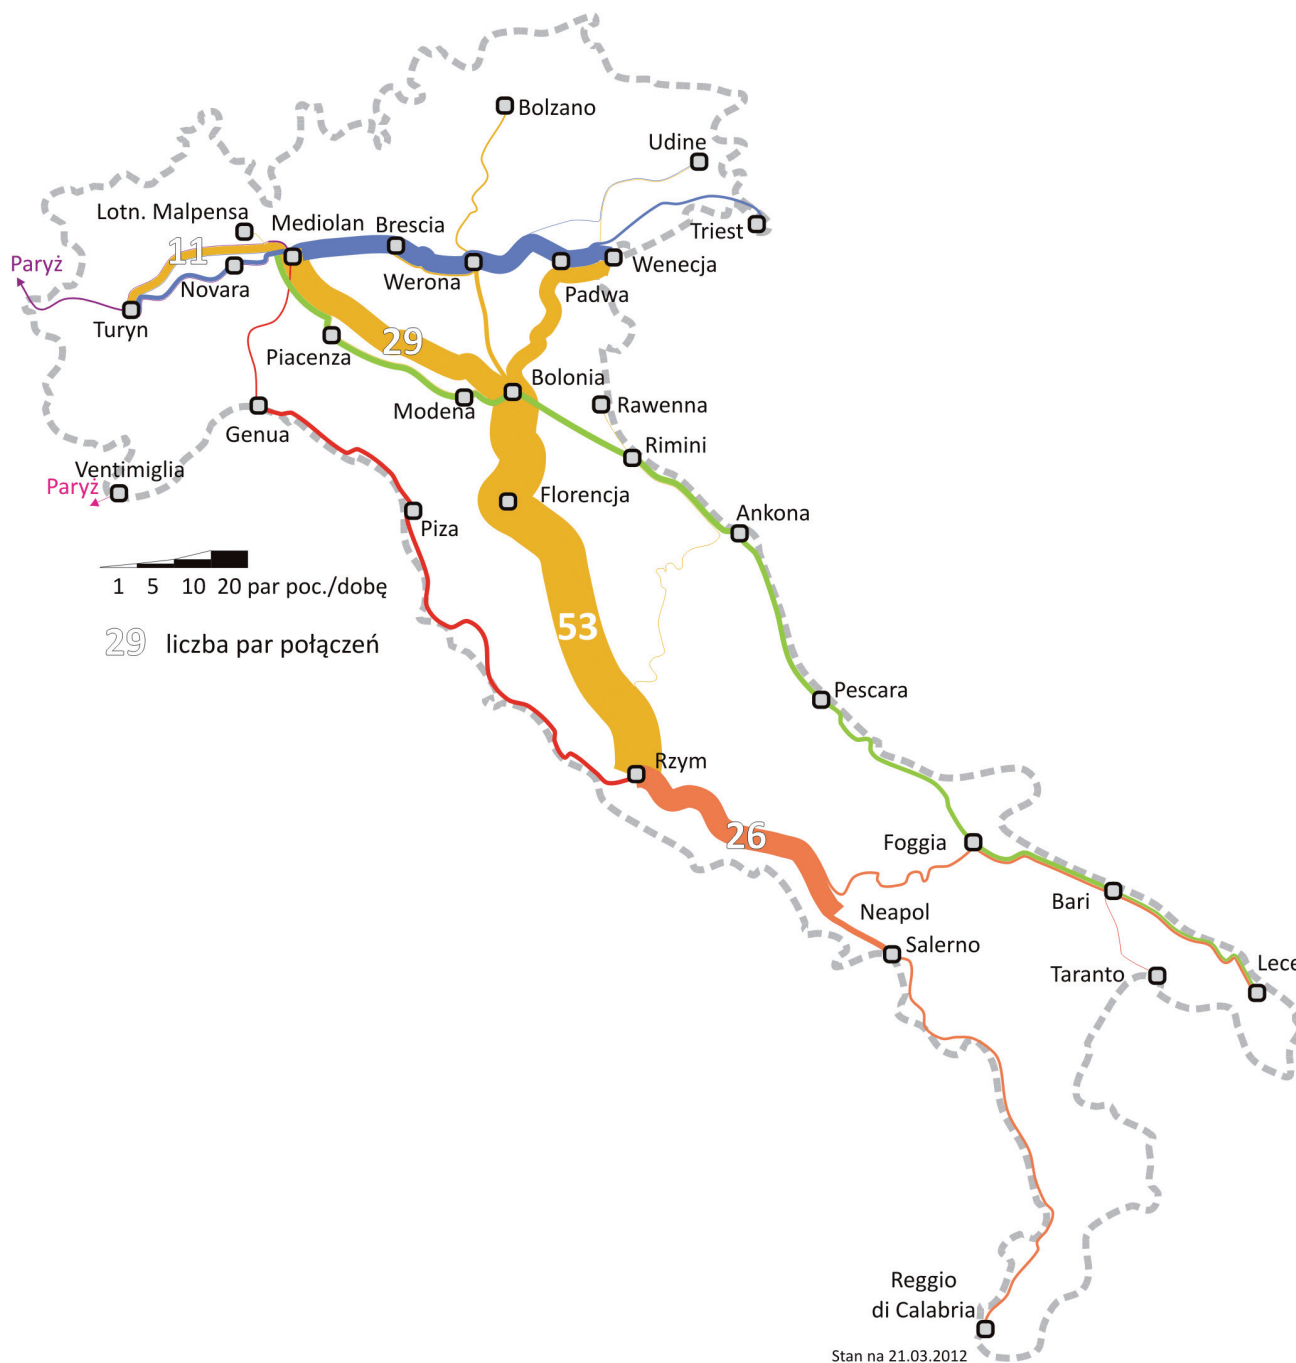 Bolzano
Udine
Lotn. Malpensa
Mediolan
Brescia
Triest
11
Paryż
Novara
Werona
Padwa
Wenecja
Turyn
29
Piacenza
Bolonia
Modena
Rawenna
Genua
Rimini
Ventimiglia
Paryż
Florencja
Piza
Ankona
1 5 10 20 par poc./dobę
53
29 liczba par połączeń
Pescara
Rzym
26
Foggia
Bari
Neapol
Salerno
Taranto
Lece
Reggio
di Calabria
Stan na 21.03.2012